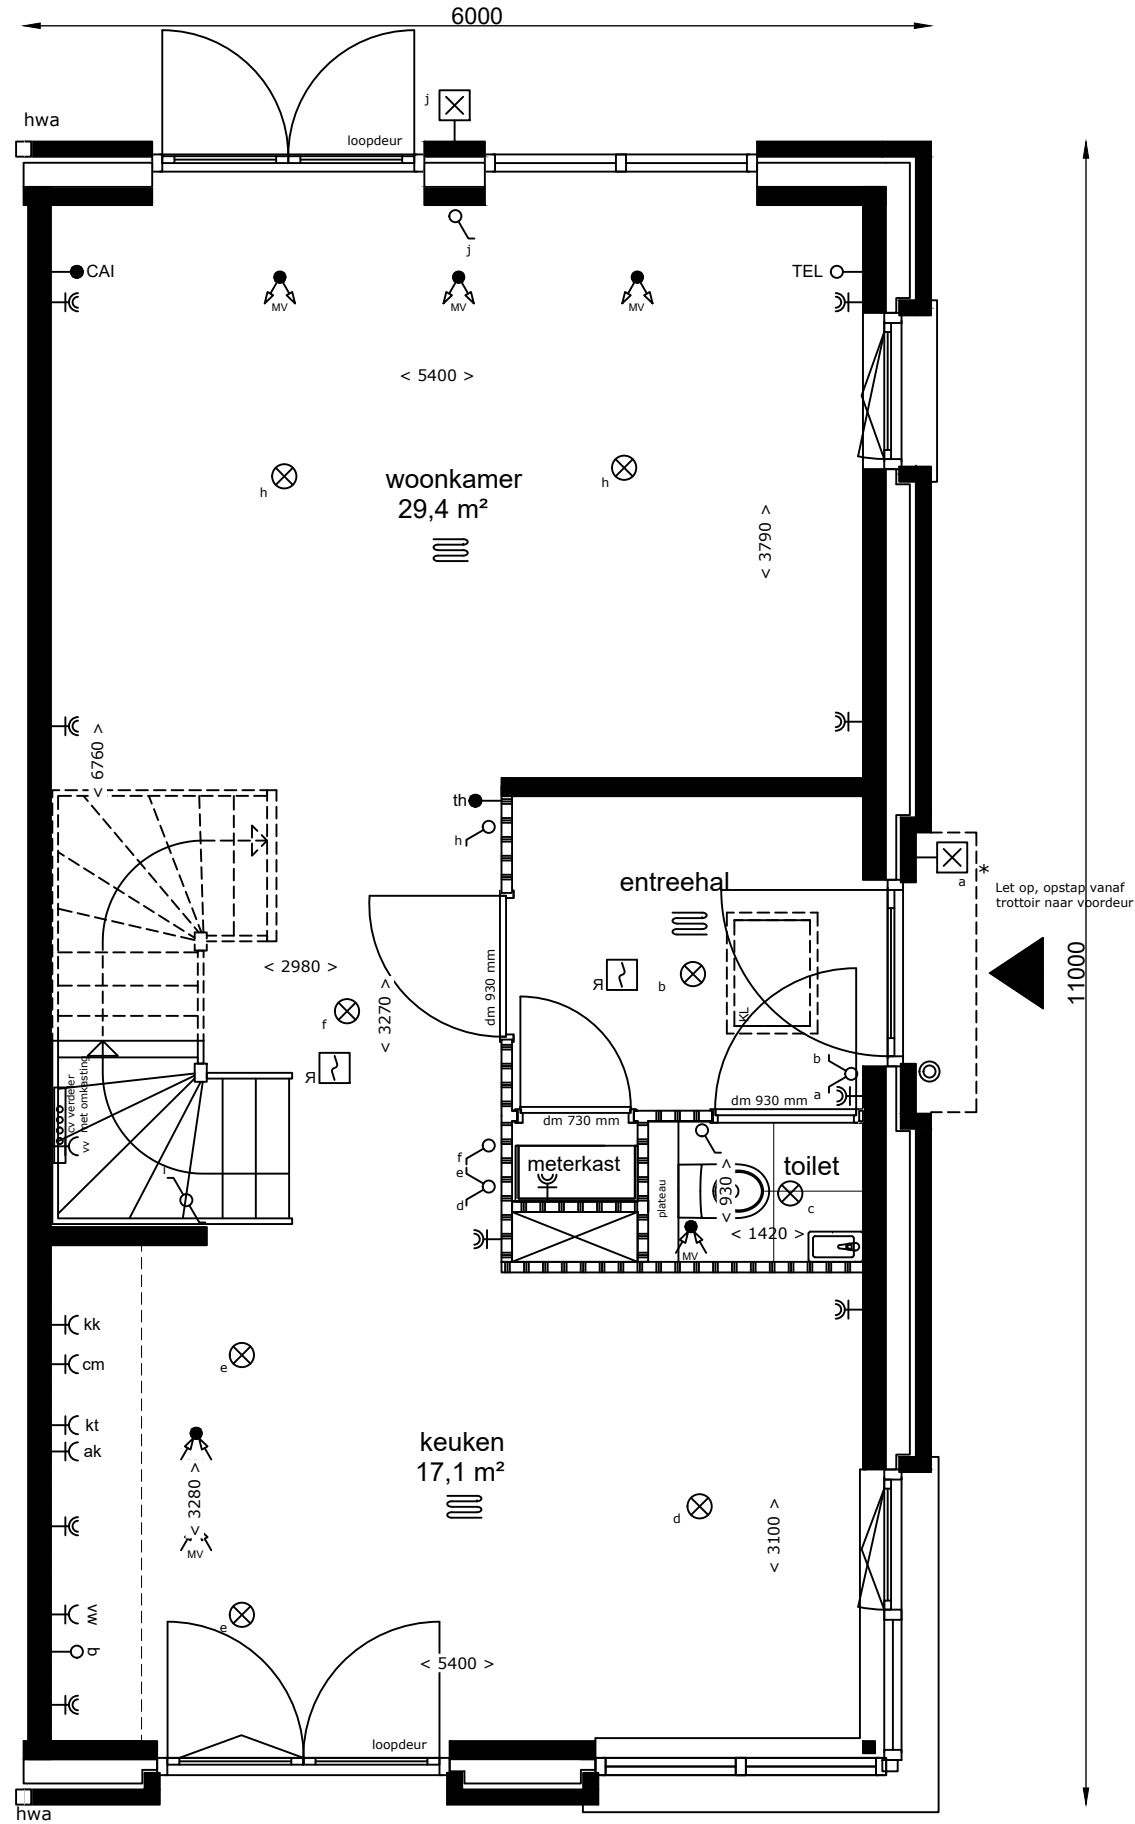 6000
j
hwa
loopdeur
j
CAI
TEL
MV
MV
MV
< 5400 >
h
h
woonkamer
29,4 m²
< 3790 >
< 6760 >
th
h
entreehal
a
*
Let op, opstap vanaf
trottoir naar voordeur
11000
< 2980 >
< 3270 >
f
dm 930 mm
R
b
KL
R
b
a
cv verdeler
vv met omkasting
dm 730 mm
dm 930 mm
f
e
d
meterkast
plateau
< 930 >
toilet
c
< 1420 >
MV
kk
cm
e
kt
ak
keuken
17,1 m²
< 3280 >
MV
d
< 3100 >
vw
q
e
< 5400 >
loopdeur
hwa